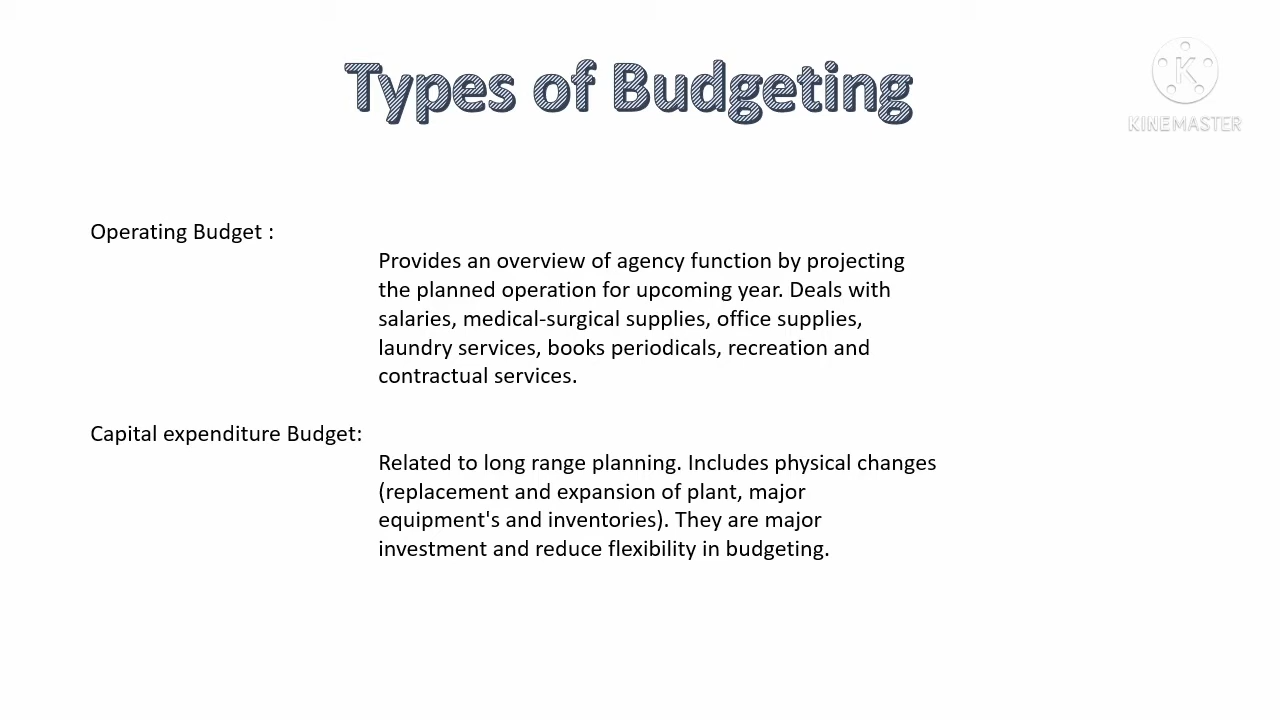 Types of Budgeting
KINEMASTER
Operating Budget :
Provides an overview of agency function by projecting
the planned operation for upcoming year. Deals with
salaries, medical-surgical supplies, office supplies,
laundry services, books periodicals, recreation and
contractual services.
Capital expenditure Budget:
Related to long range planning. Includes physical changes
(replacement and expansion of plant, major
equipment's and inventories). They are major
investment and reduce flexibility in budgeting.